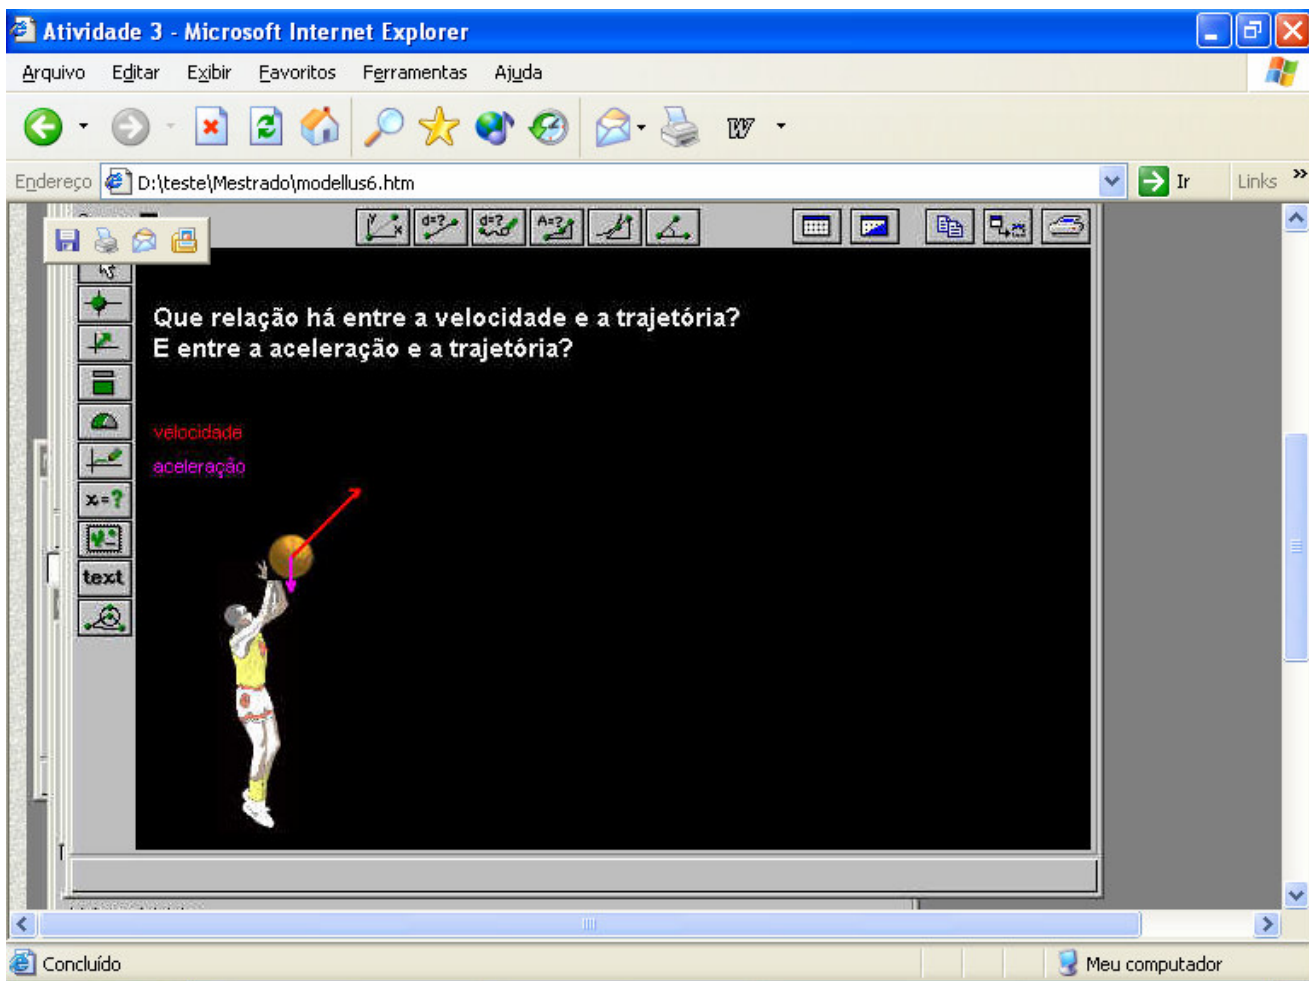 Atividade 3 - Microsoft Internet Explorer
Arquivo Editar Exibir Favoritos Ferramentas Ajuda
W
Endereço D:\teste\Mestrado\modellus6.htm Ir Links »
y x d=? d=? A=?
Que relação há entre a velocidade e a trajetória?
E entre a aceleração e a trajetória?
velocidade
aceleração
x=?
text
Concluído Meu computador